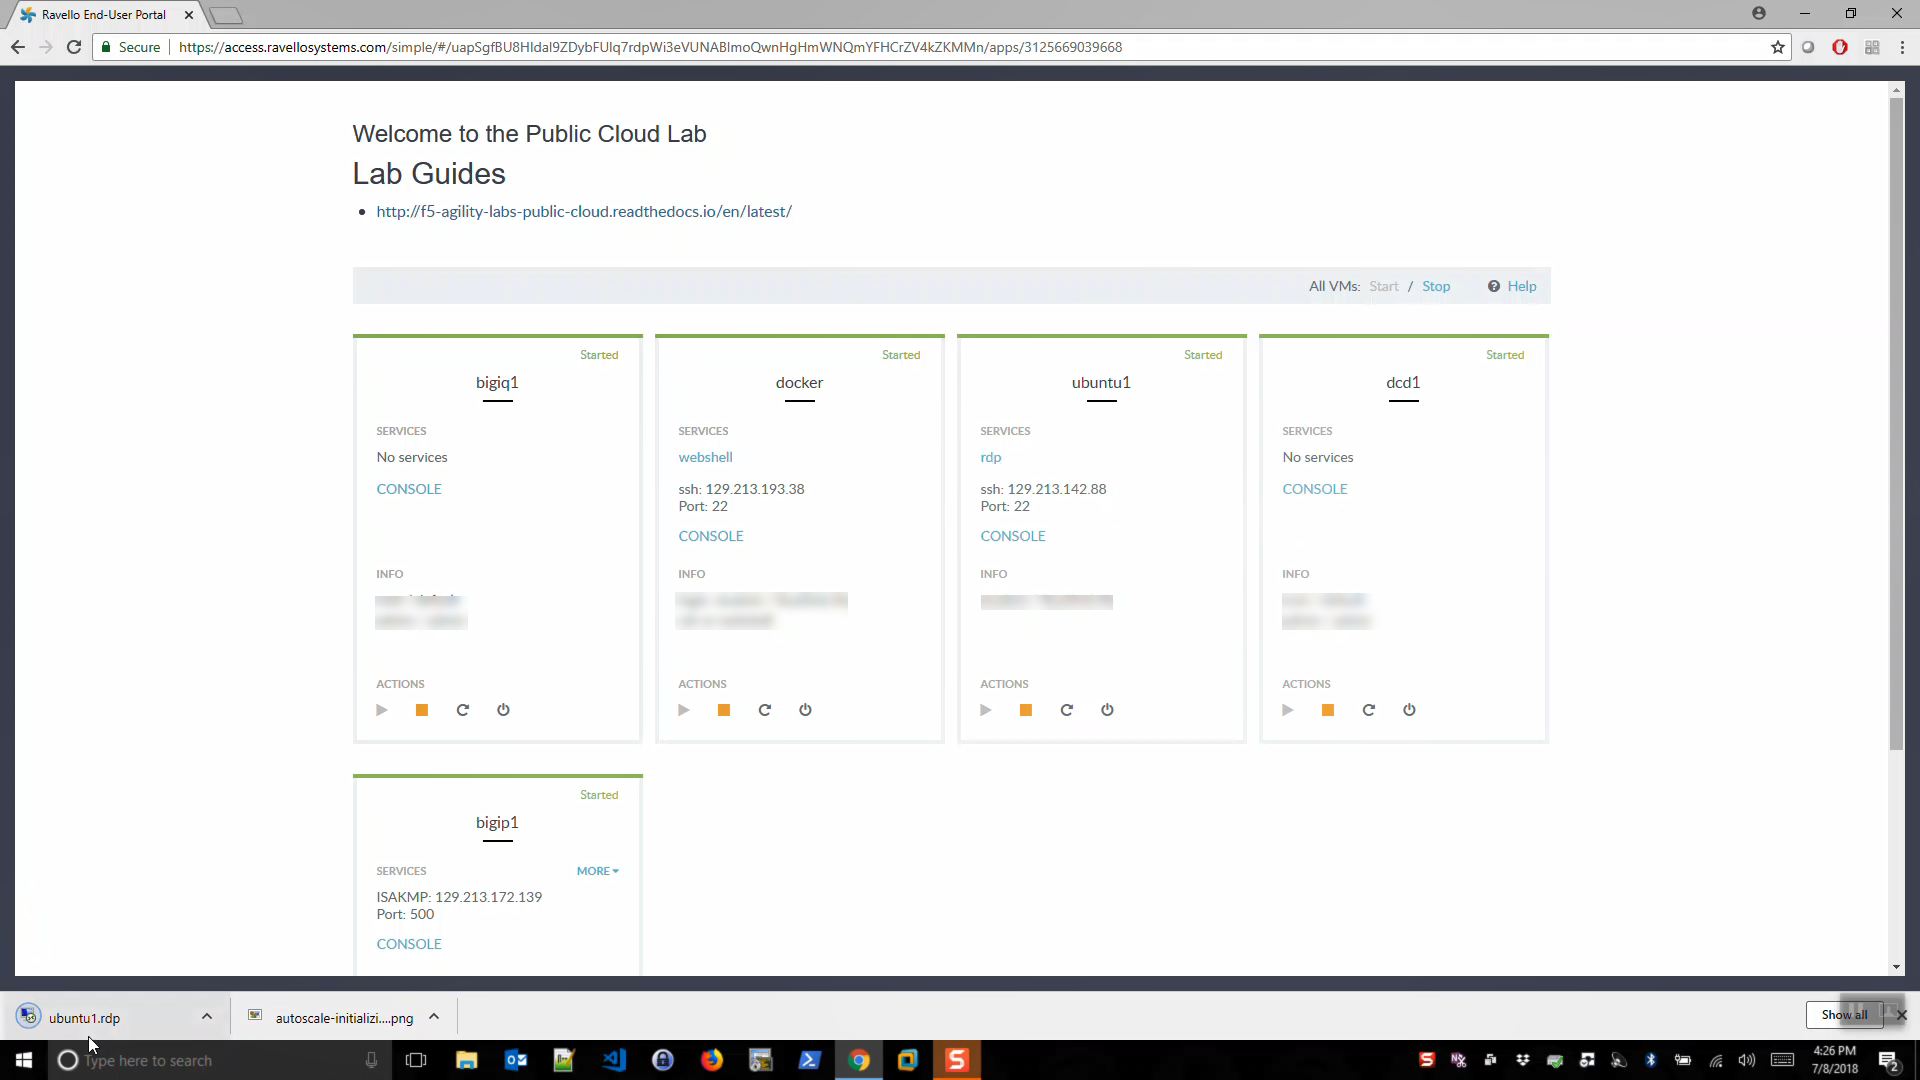 Ravello End-User Portal
Secure
https://access.ravellosystems.com/simple/#/uapSgfBU8HIdaI9ZDybFUlq7rdpWi3eVUNABlmoQwnHgHmWNQmYFHCrZV4kZKMMn/apps/3125669039668
Welcome to the Public Cloud Lab
Lab Guides
• http://f5-agility-labs-public-cloud.readthedocs.io/en/latest/
All VMs: Start / Stop Help
Started
bigiq1
SERVICES
No services
CONSOLE
INFO
ACTIONS
Started
docker
SERVICES
webshell
ssh: 129.213.193.38
Port: 22
CONSOLE
INFO
ACTIONS
Started
ubuntu1
SERVICES
rdp
ssh: 129.213.142.88
Port: 22
CONSOLE
INFO
ACTIONS
Started
dcd1
SERVICES
No services
CONSOLE
INFO
ACTIONS
Started
bigip1
SERVICES MORE
ISAKMP: 129.213.172.139
Port: 500
CONSOLE
ubuntu1.rdp
autoscale-initializi....png
Show all
Type here to search
4:26 PM
7/8/2018
2